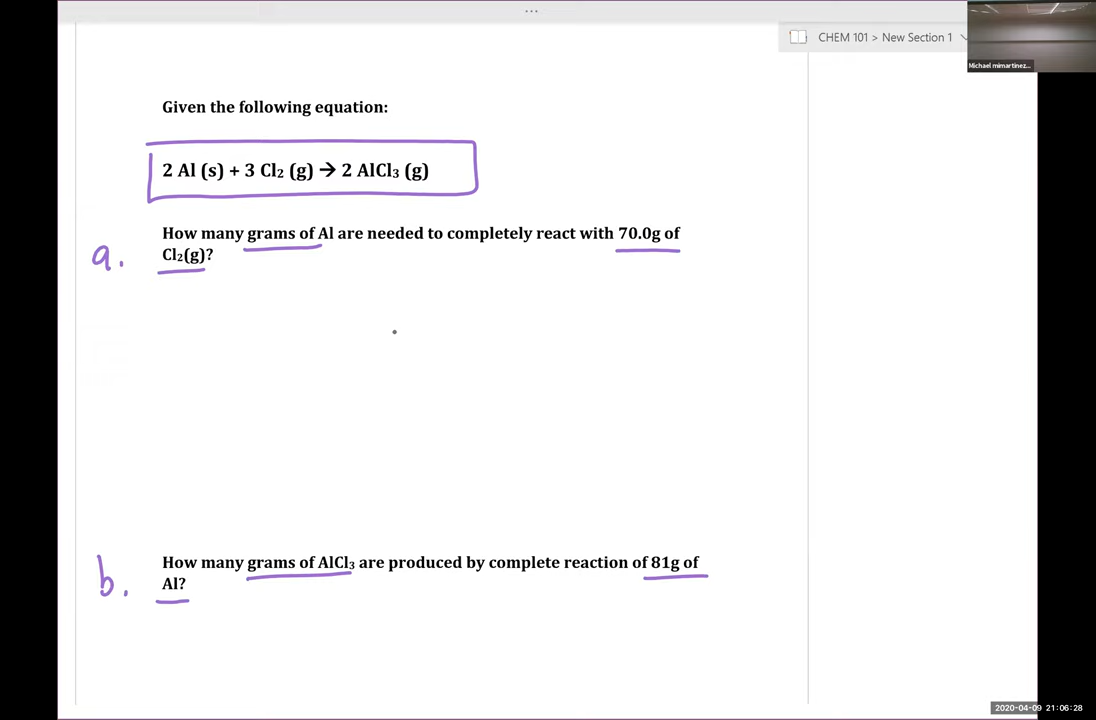 ...
CHEM 101 > New Section 1
Michael mimartinez...
Given the following equation:
2 Al (s) + 3 Cl₂ (g) → 2 AlCl₃ (g)
How many grams of Al are needed to completely react with 70.0g of
a. Cl₂(g)?
How many grams of AlCl₃ are produced by complete reaction of 81g of
b. Al?
2020-04-09 21:06:28